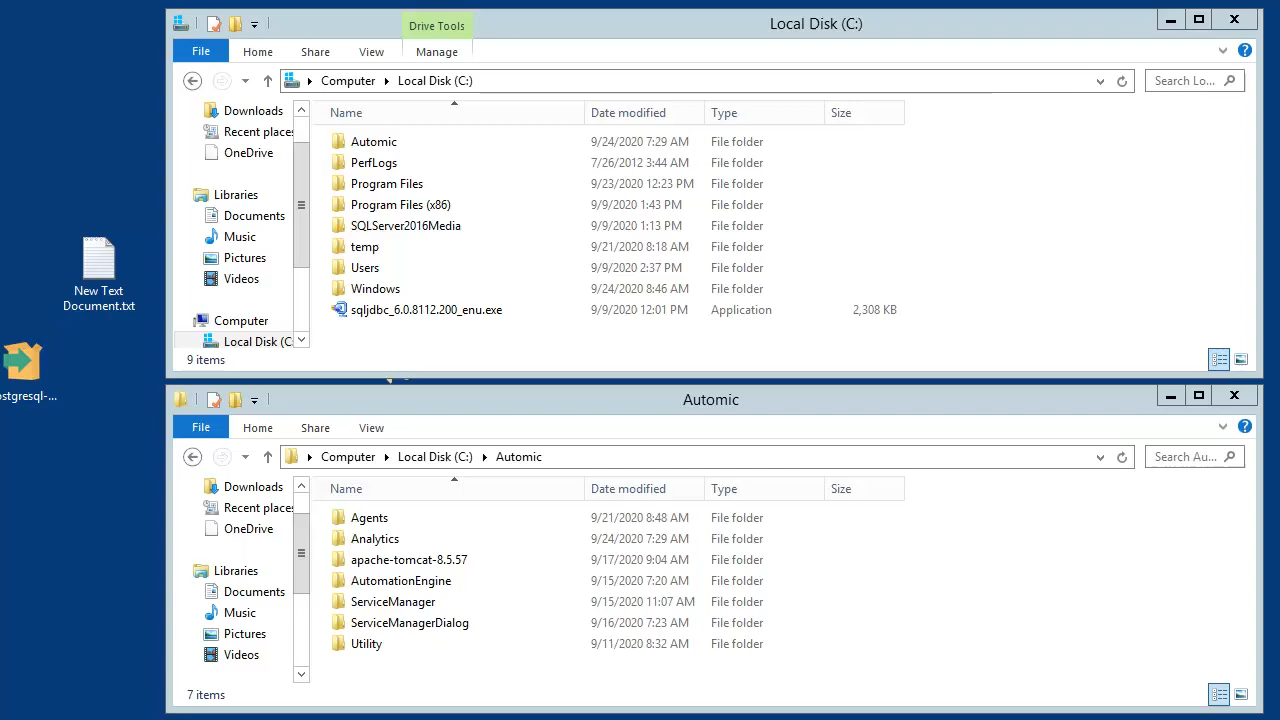 Drive Tools
Local Disk (C:)
File Home Share View Manage
Computer Local Disk (C:)
Search Lo...
Downloads
Recent places
OneDrive
Libraries
Documents
Music
Pictures
Videos
Computer
Local Disk (C:
Name Date modified Type Size
Automic 9/24/2020 7:29 AM File folder
PerfLogs 7/26/2012 3:44 AM File folder
Program Files 9/23/2020 12:23 PM File folder
Program Files (x86) 9/9/2020 1:43 PM File folder
SQLServer2016Media 9/9/2020 1:13 PM File folder
temp 9/21/2020 8:18 AM File folder
Users 9/9/2020 2:37 PM File folder
Windows 9/24/2020 8:46 AM File folder
sqljdbc_6.0.8112.200_enu.exe 9/9/2020 12:01 PM Application 2,308 KB
9 items
New Text
Document.txt
ostgresql-...
Automic
File Home Share View
Computer Local Disk (C:) Automic
Search Au...
Downloads
Recent places
OneDrive
Libraries
Documents
Music
Pictures
Videos
Name Date modified Type Size
Agents 9/21/2020 8:48 AM File folder
Analytics 9/24/2020 7:29 AM File folder
apache-tomcat-8.5.57 9/17/2020 9:04 AM File folder
AutomationEngine 9/15/2020 7:20 AM File folder
ServiceManager 9/15/2020 11:07 AM File folder
ServiceManagerDialog 9/16/2020 7:23 AM File folder
Utility 9/11/2020 8:32 AM File folder
7 items